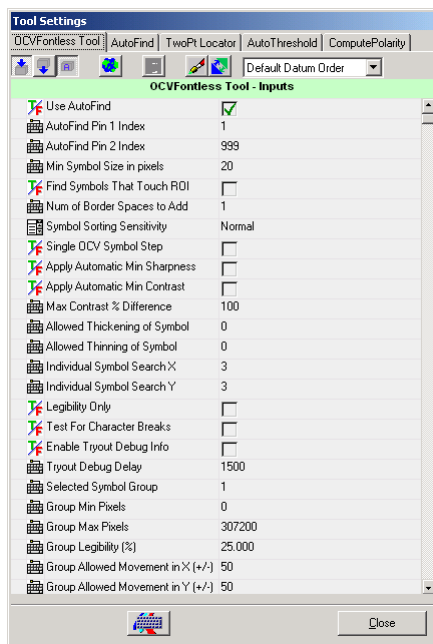 Tool Settings
OCVFontless Tool AutoFind TwoPt Locator AutoThreshold ComputePolarity
Default Datum Order
OCVFontless Tool - Inputs
Use AutoFind
AutoFind Pin 1 Index 1
AutoFind Pin 2 Index 999
Min Symbol Size in pixels 20
Find Symbols That Touch ROI
Num of Border Spaces to Add 1
Symbol Sorting Sensitivity Normal
Single OCV Symbol Step
Apply Automatic Min Sharpness
Apply Automatic Min Contrast
Max Contrast % Difference 100
Allowed Thickening of Symbol 0
Allowed Thinning of Symbol 0
Individual Symbol Search X 3
Individual Symbol Search Y 3
Legibility Only
Test For Character Breaks
Enable Tryout Debug Info
Tryout Debug Delay 1500
Selected Symbol Group 1
Group Min Pixels 0
Group Max Pixels 307200
Group Legibility (%) 25.000
Group Allowed Movement in X (+/-) 50
Group Allowed Movement in Y (+/-) 50
Close